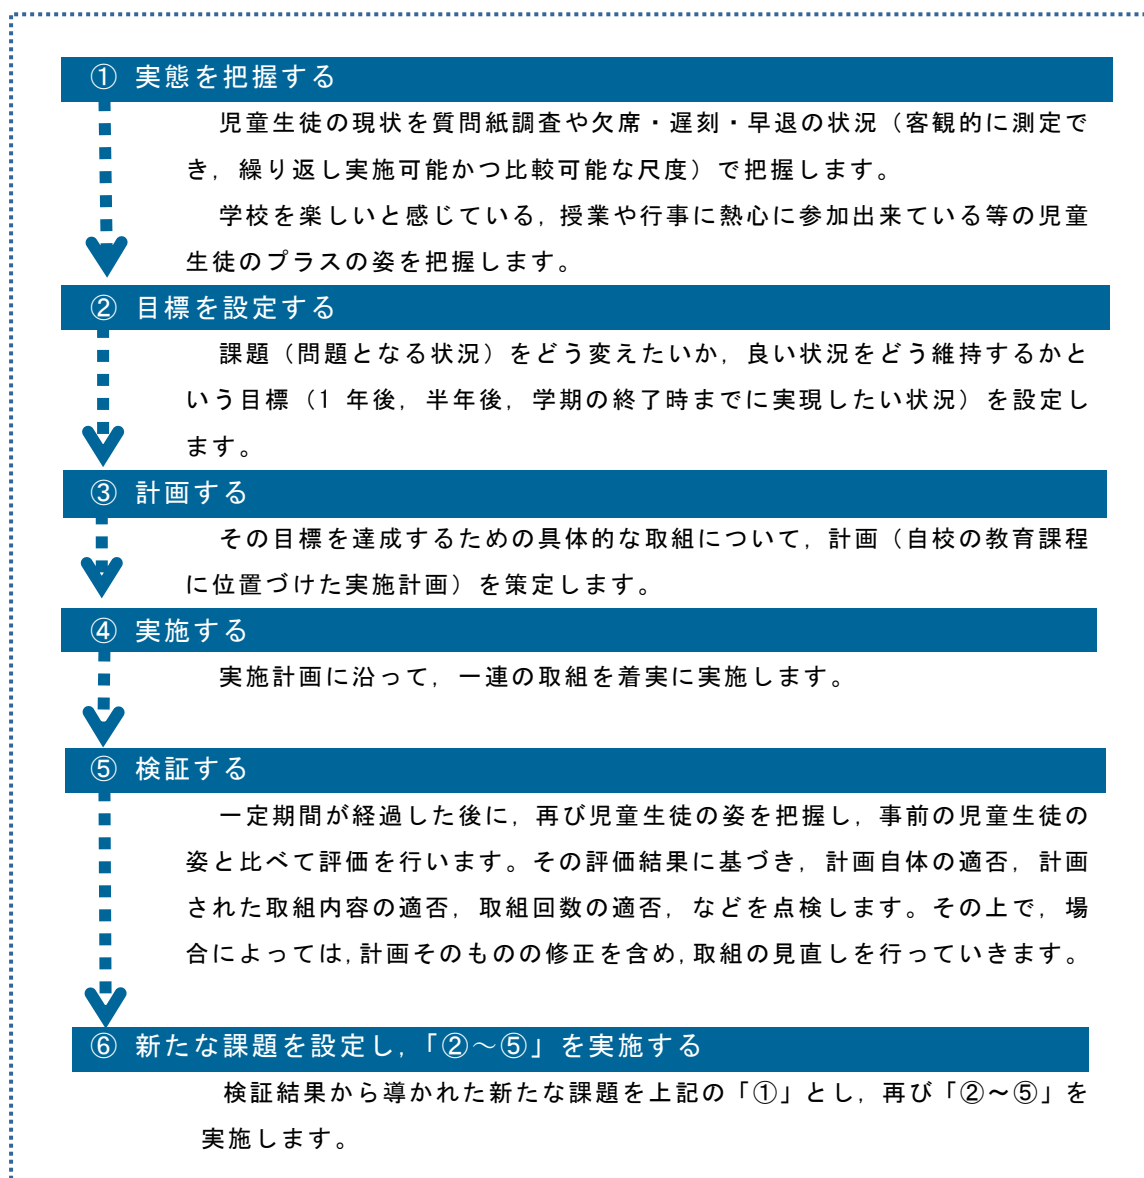 ① 実態を把握する
児童生徒の現状を質問紙調査や欠席・遅刻・早退の状況（客観的に測定で
き，繰り返し実施可能かつ比較可能な尺度）で把握します。
学校を楽しいと感じている，授業や行事に熱心に参加出来ている等の児童
生徒のプラスの姿を把握します。
② 目標を設定する
課題（問題となる状況）をどう変えたいか，良い状況をどう維持するかと
いう目標（1 年後，半年後，学期の終了時までに実現したい状況）を設定し
ます。
③ 計画する
その目標を達成するための具体的な取組について，計画（自校の教育課程
に位置づけた実施計画）を策定します。
④ 実施する
実施計画に沿って，一連の取組を着実に実施します。
⑤ 検証する
一定期間が経過した後に，再び児童生徒の姿を把握し，事前の児童生徒の
姿と比べて評価を行います。その評価結果に基づき，計画自体の適否，計画
された取組内容の適否，取組回数の適否，などを点検します。その上で，場
合によっては，計画そのものの修正を含め，取組の見直しを行っていきます。
⑥ 新たな課題を設定し，「②～⑤」を実施する
検証結果から導かれた新たな課題を上記の「①」とし，再び「②～⑤」を
実施します。